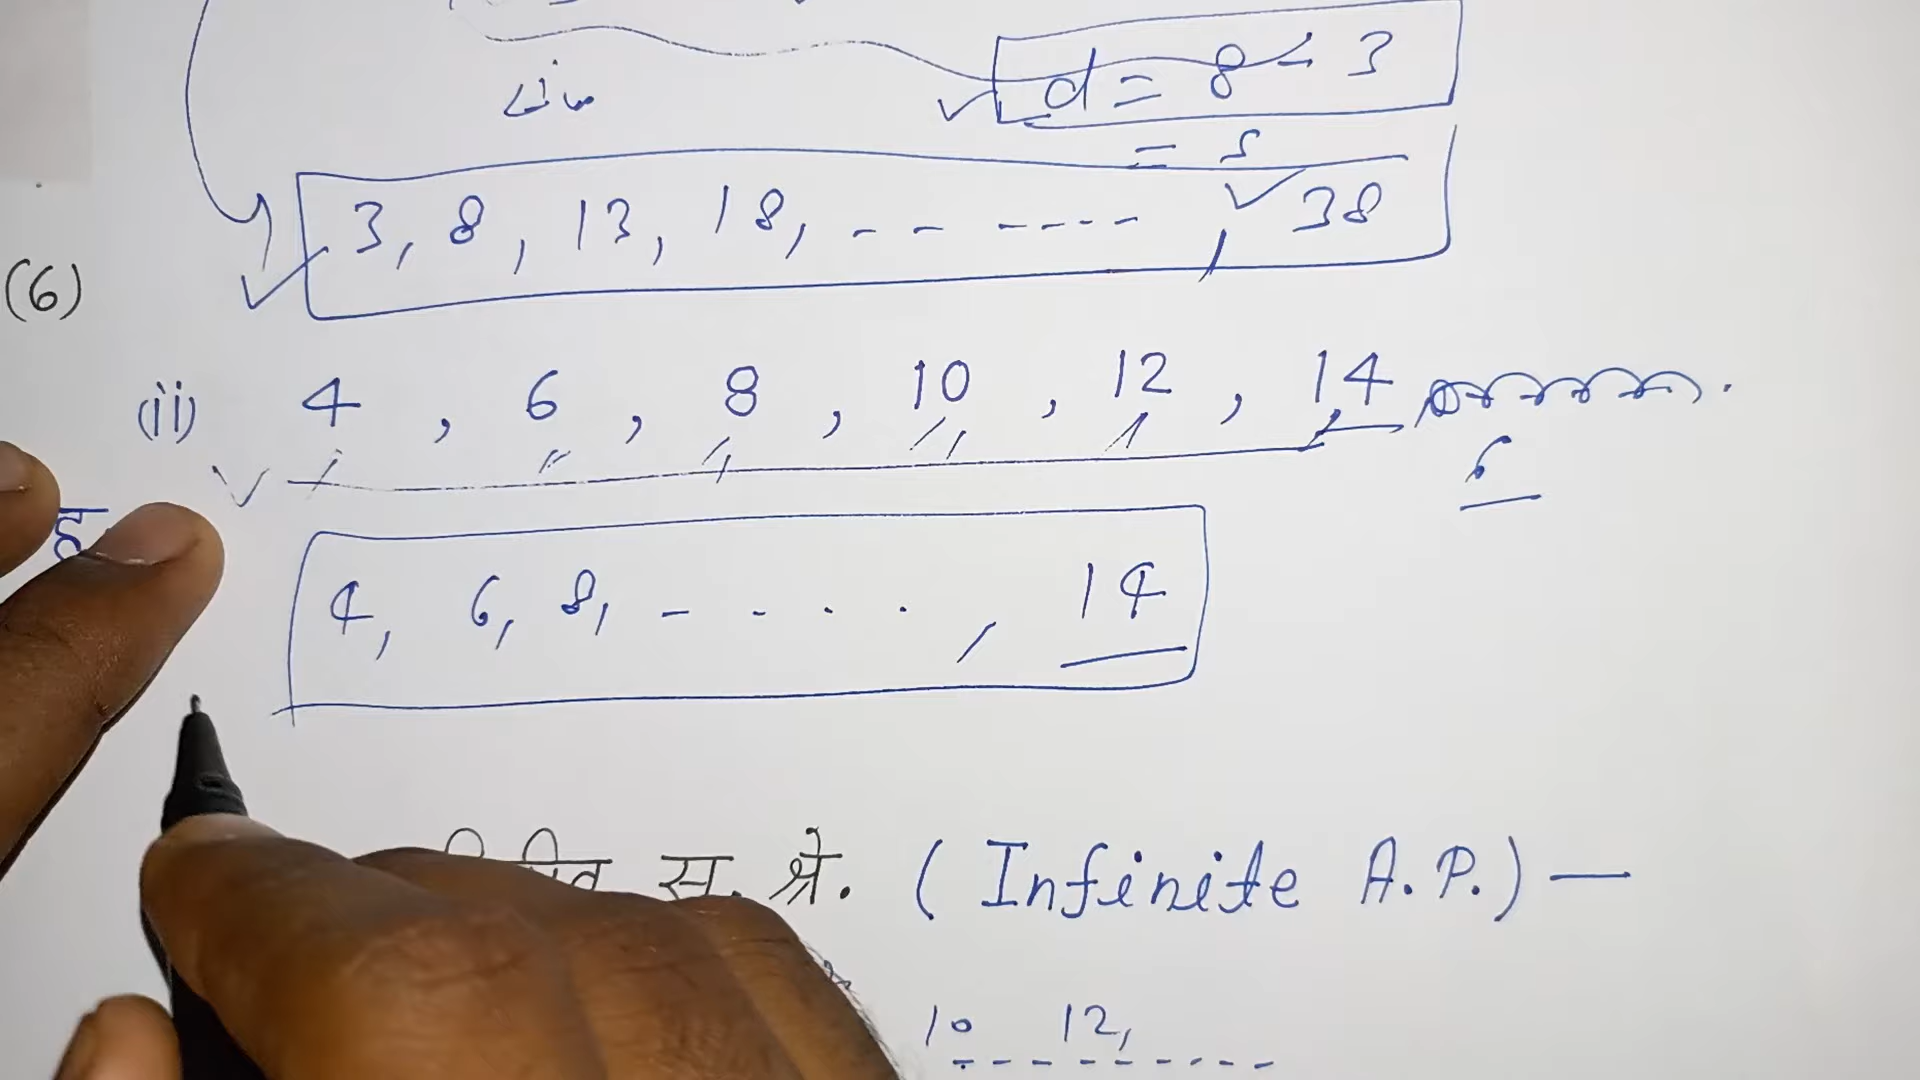 d = 8 - 3
= 5
3, 8, 13, 18, - - - - - - , 38
(6)
(ii) 4 , 6 , 8 , 10 , 12 , 14
6
4, 6, 8, - - . . . , 14
स. श्रे. ( Infinite A.P.) —
10 12,